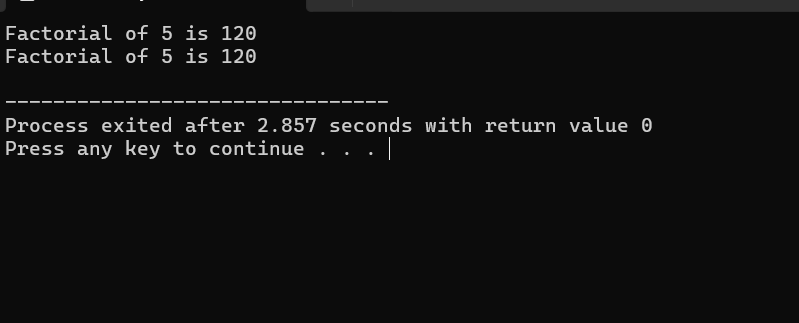 Factorial of 5 is 120
Factorial of 5 is 120
--------------------------------
Process exited after 2.857 seconds with return value 0
Press any key to continue . . .